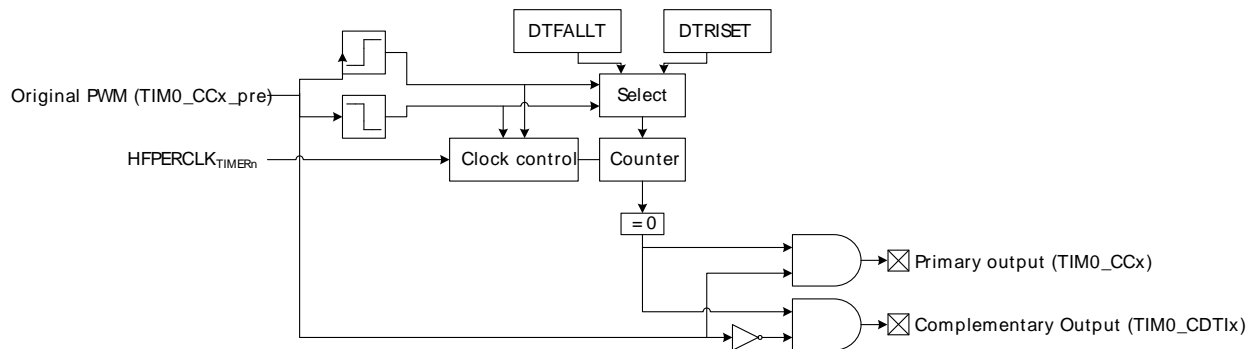 DTFALLT
DTRISET
Original PWM (TIM0_CCx_pre)
Select
HFPERCLKTIMERn
Clock control
Counter
= 0
Primary output (TIM0_CCx)
Complementary Output (TIM0_CDTIx)